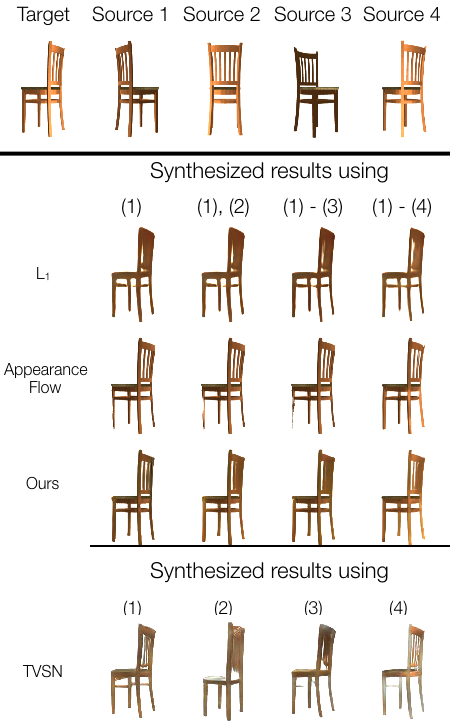 Target Source 1 Source 2 Source 3 Source 4
Synthesized results using
(1) (1), (2) (1) - (3) (1) - (4)
L₁
Appearance
Flow
Ours
Synthesized results using
(1) (2) (3) (4)
TVSN